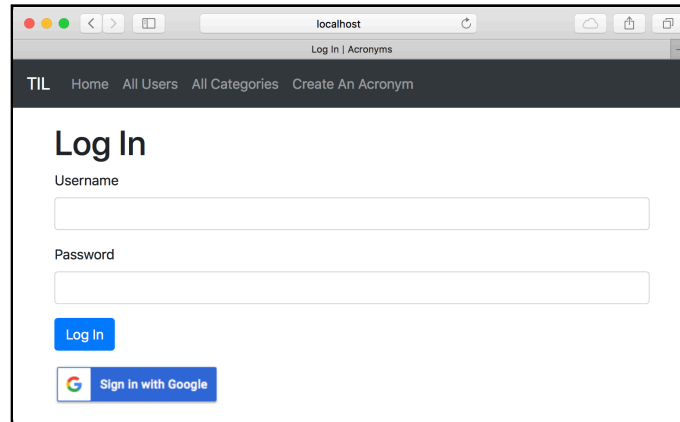 localhost
Log In | Acronyms
TIL Home All Users All Categories Create An Acronym
Log In
Username
Password
Log In
G Sign in with Google